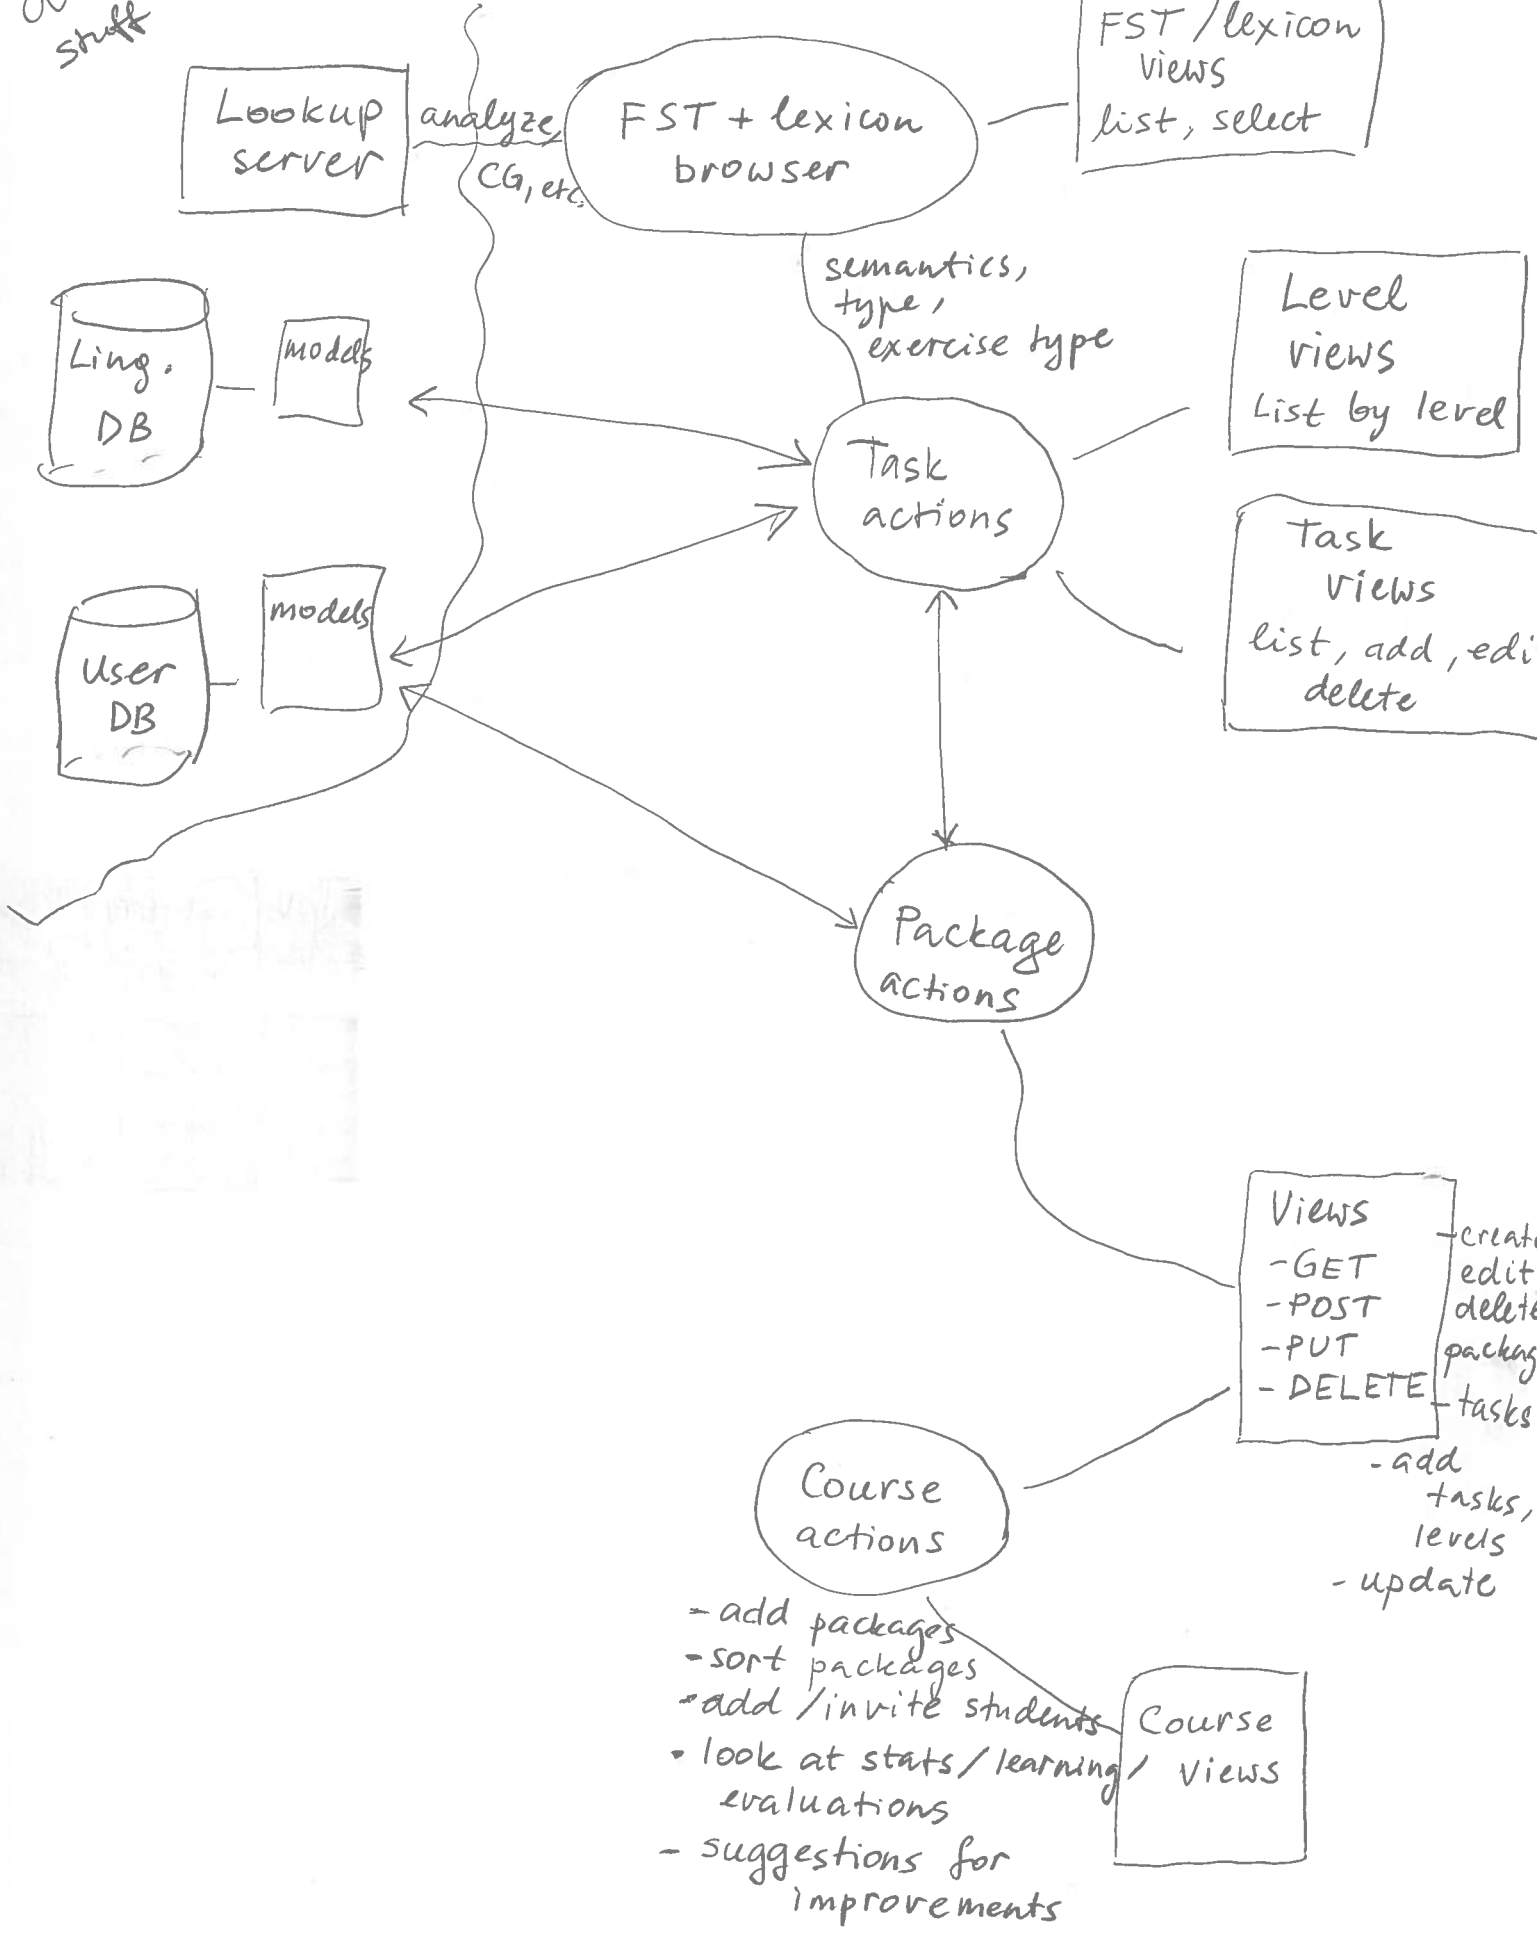 stuff
Lookup
server
analyze,
CG, etc.
FST + lexicon
browser
FST / lexicon
views
list, select
semantics,
type,
exercise type
Ling.
DB
models
Level
views
List by level
Task
actions
Task
views
list, add, edi
delete
User
DB
models
Package
actions
Views
- GET
- POST
- PUT
- DELETE
- creat
edit
delete
packag
- tasks
- add
tasks,
levels
- update
Course
actions
- add packages
- sort packages
- add / invite students
- look at stats / learning /
evaluations
- suggestions for
improvements
Course
views